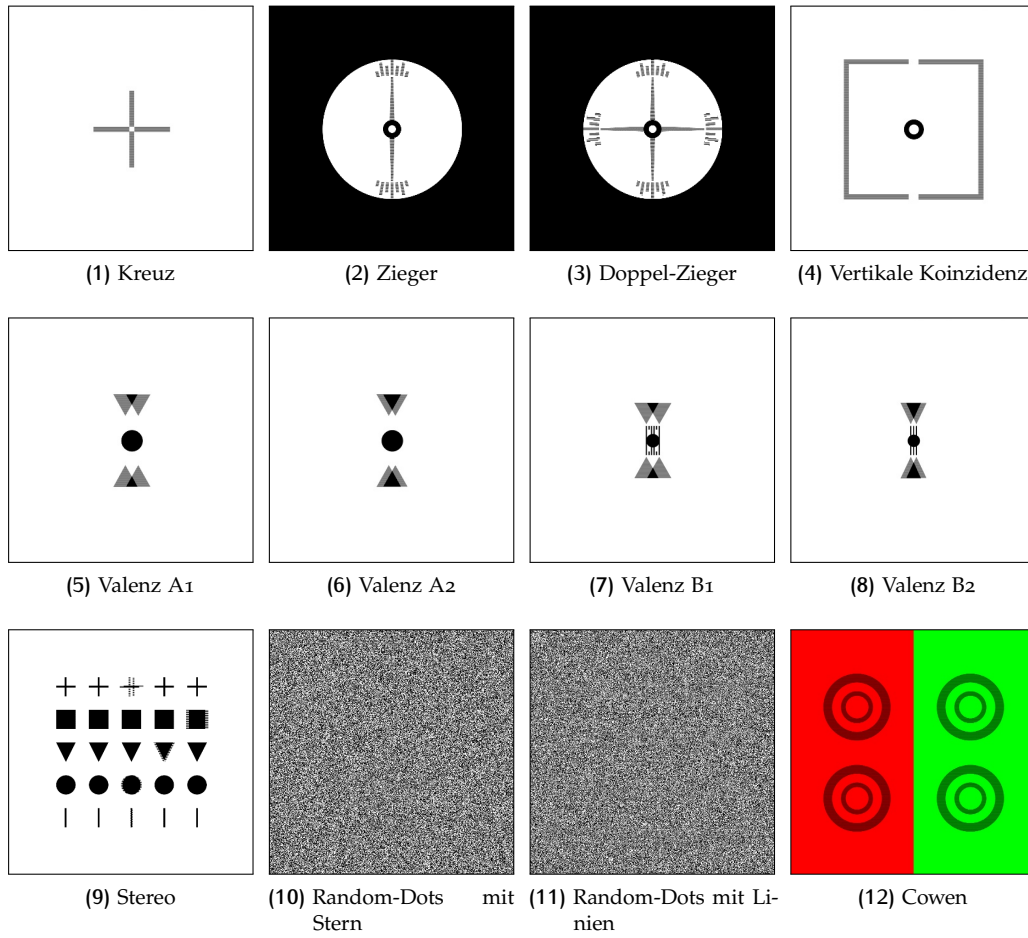 (1) Kreuz
(2) Zieger
(3) Doppel-Zieger
(4) Vertikale Koinzidenz
(5) Valenz A1
(6) Valenz A2
(7) Valenz B1
(8) Valenz B2
(9) Stereo
(10) Random-Dots mit
Stern
(11) Random-Dots mit Li-
nien
(12) Cowen